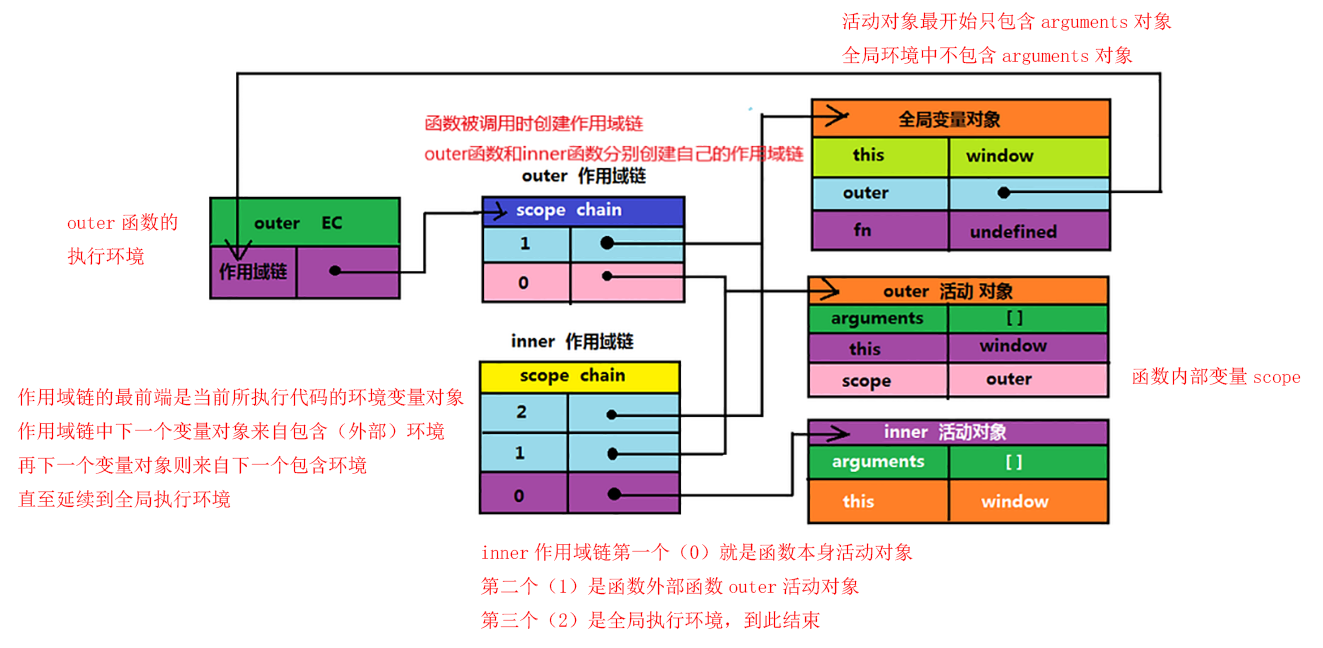 活动对象最开始只包含 arguments 对象
全局环境中不包含 arguments 对象
函数被调用时创建作用域链
outer函数和inner函数分别创建自己的作用域链
全局变量对象
this window
outer
fn undefined
outer 函数的
执行环境
outer EC
作用域链
outer 作用域链
scope chain
1
0
outer 活动 对象
arguments [ ]
this window
scope outer
函数内部变量 scope
inner 作用域链
scope chain
2
1
0
作用域链的最前端是当前所执行代码的环境变量对象
作用域链中下一个变量对象来自包含（外部）环境
再下一个变量对象则来自下一个包含环境
直至延续到全局执行环境
inner 活动对象
arguments [ ]
this window
inner 作用域链第一个（0）就是函数本身活动对象
第二个（1）是函数外部函数 outer 活动对象
第三个（2）是全局执行环境，到此结束